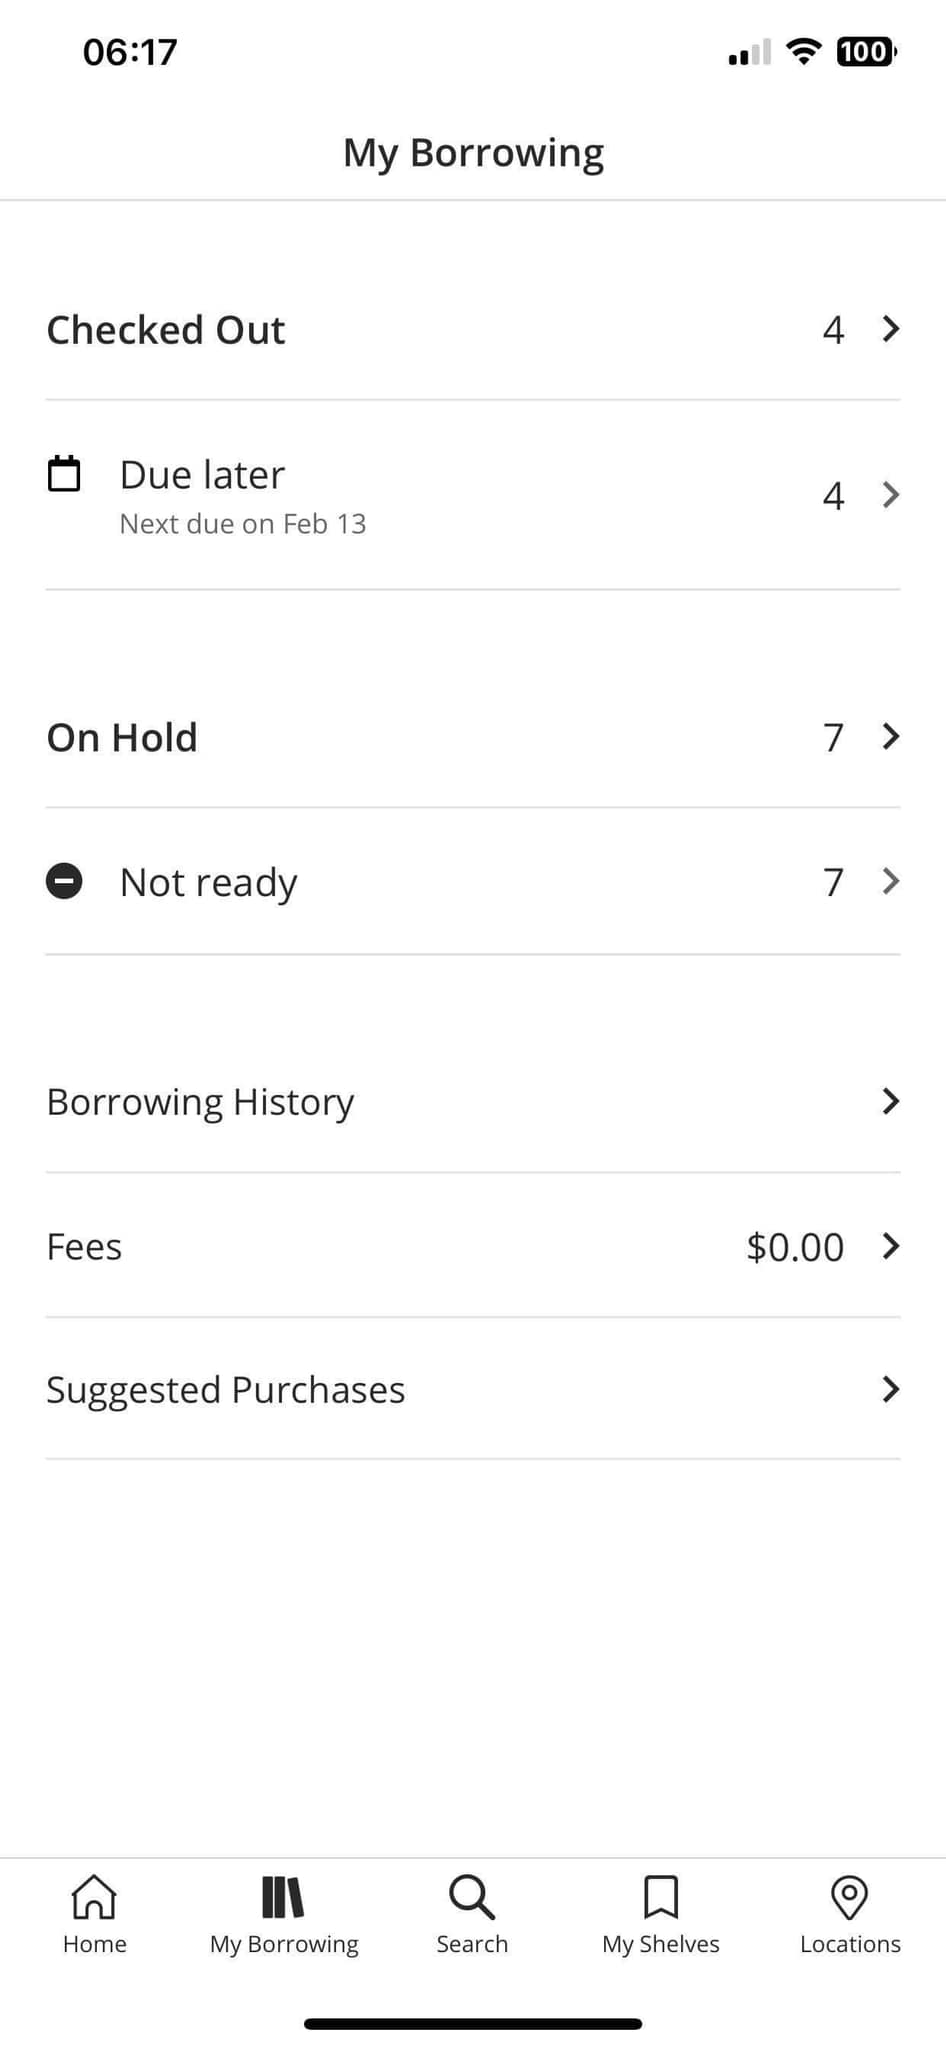 06:17
100
My Borrowing
Checked Out 4
Due later
Next due on Feb 13
4
On Hold 7
Not ready 7
Borrowing History
Fees $0.00
Suggested Purchases
Home My Borrowing Search My Shelves Locations